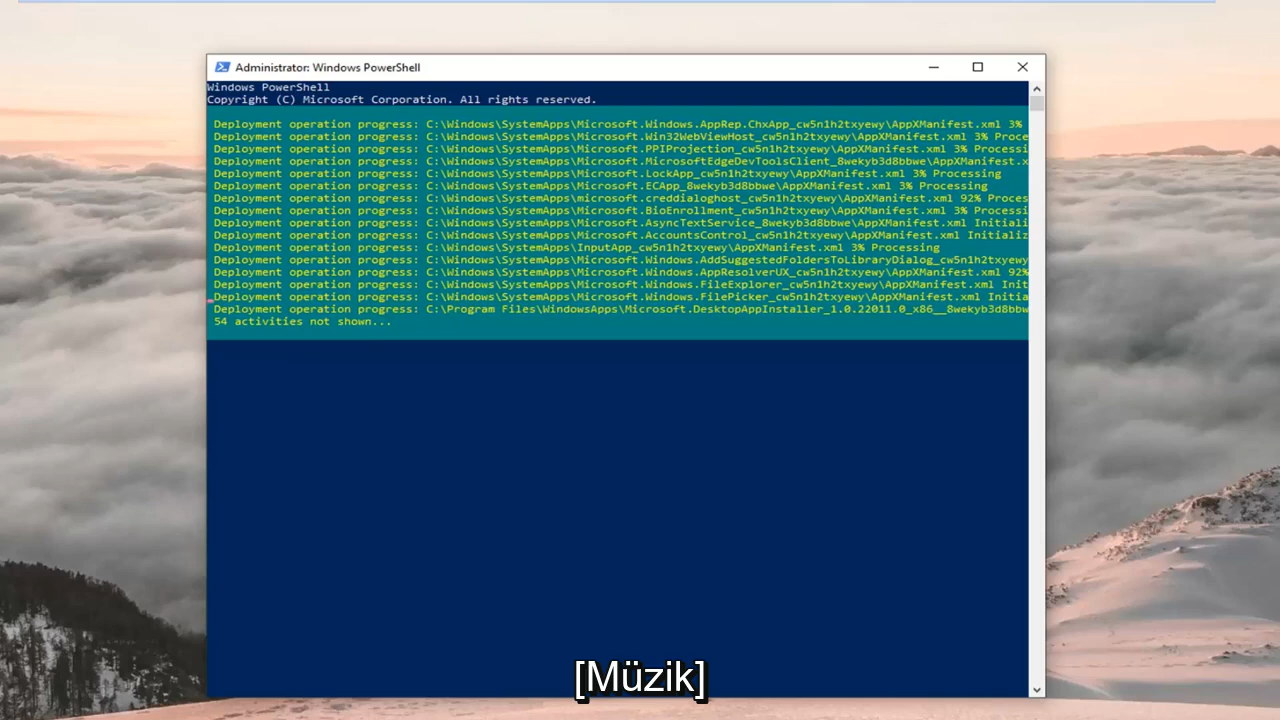 Administrator: Windows PowerShell
Windows PowerShell
Copyright (C) Microsoft Corporation. All rights reserved.
Deployment operation progress: C:\Windows\SystemApps\Microsoft.Windows.AppRep.ChxApp_cw5n1h2txyewy\AppXManifest.xml 3%
Deployment operation progress: C:\Windows\SystemApps\Microsoft.Win32WebViewHost_cw5n1h2txyewy\AppXManifest.xml 3% Proce
Deployment operation progress: C:\Windows\SystemApps\Microsoft.PPIProjection_cw5n1h2txyewy\AppXManifest.xml 3% Processi
Deployment operation progress: C:\Windows\SystemApps\Microsoft.MicrosoftEdgeDevToolsClient_8wekyb3d8bbwe\AppXManifest.x
Deployment operation progress: C:\Windows\SystemApps\Microsoft.LockApp_cw5n1h2txyewy\AppXManifest.xml 3% Processing
Deployment operation progress: C:\Windows\SystemApps\Microsoft.ECApp_8wekyb3d8bbwe\AppXManifest.xml 3% Processing
Deployment operation progress: C:\Windows\SystemApps\microsoft.creddialoghost_cw5n1h2txyewy\AppXManifest.xml 92% Proces
Deployment operation progress: C:\Windows\SystemApps\Microsoft.BioEnrollment_cw5n1h2txyewy\AppXManifest.xml 3% Processi
Deployment operation progress: C:\Windows\SystemApps\Microsoft.AsyncTextService_8wekyb3d8bbwe\AppXManifest.xml Initiali
Deployment operation progress: C:\Windows\SystemApps\Microsoft.AccountsControl_cw5n1h2txyewy\AppXManifest.xml Initializ
Deployment operation progress: C:\Windows\SystemApps\InputApp_cw5n1h2txyewy\AppXManifest.xml 3% Processing
Deployment operation progress: C:\Windows\SystemApps\Microsoft.Windows.AddSuggestedFoldersToLibraryDialog_cw5n1h2txyewy
Deployment operation progress: C:\Windows\SystemApps\Microsoft.Windows.AppResolverUX_cw5n1h2txyewy\AppXManifest.xml 92%
Deployment operation progress: C:\Windows\SystemApps\Microsoft.Windows.FileExplorer_cw5n1h2txyewy\AppXManifest.xml Init
Deployment operation progress: C:\Windows\SystemApps\Microsoft.Windows.FilePicker_cw5n1h2txyewy\AppXManifest.xml Initia
Deployment operation progress: C:\Program Files\WindowsApps\Microsoft.DesktopAppInstaller_1.0.22011.0_x86__8wekyb3d8bbw
54 activities not shown...
[Müzik]